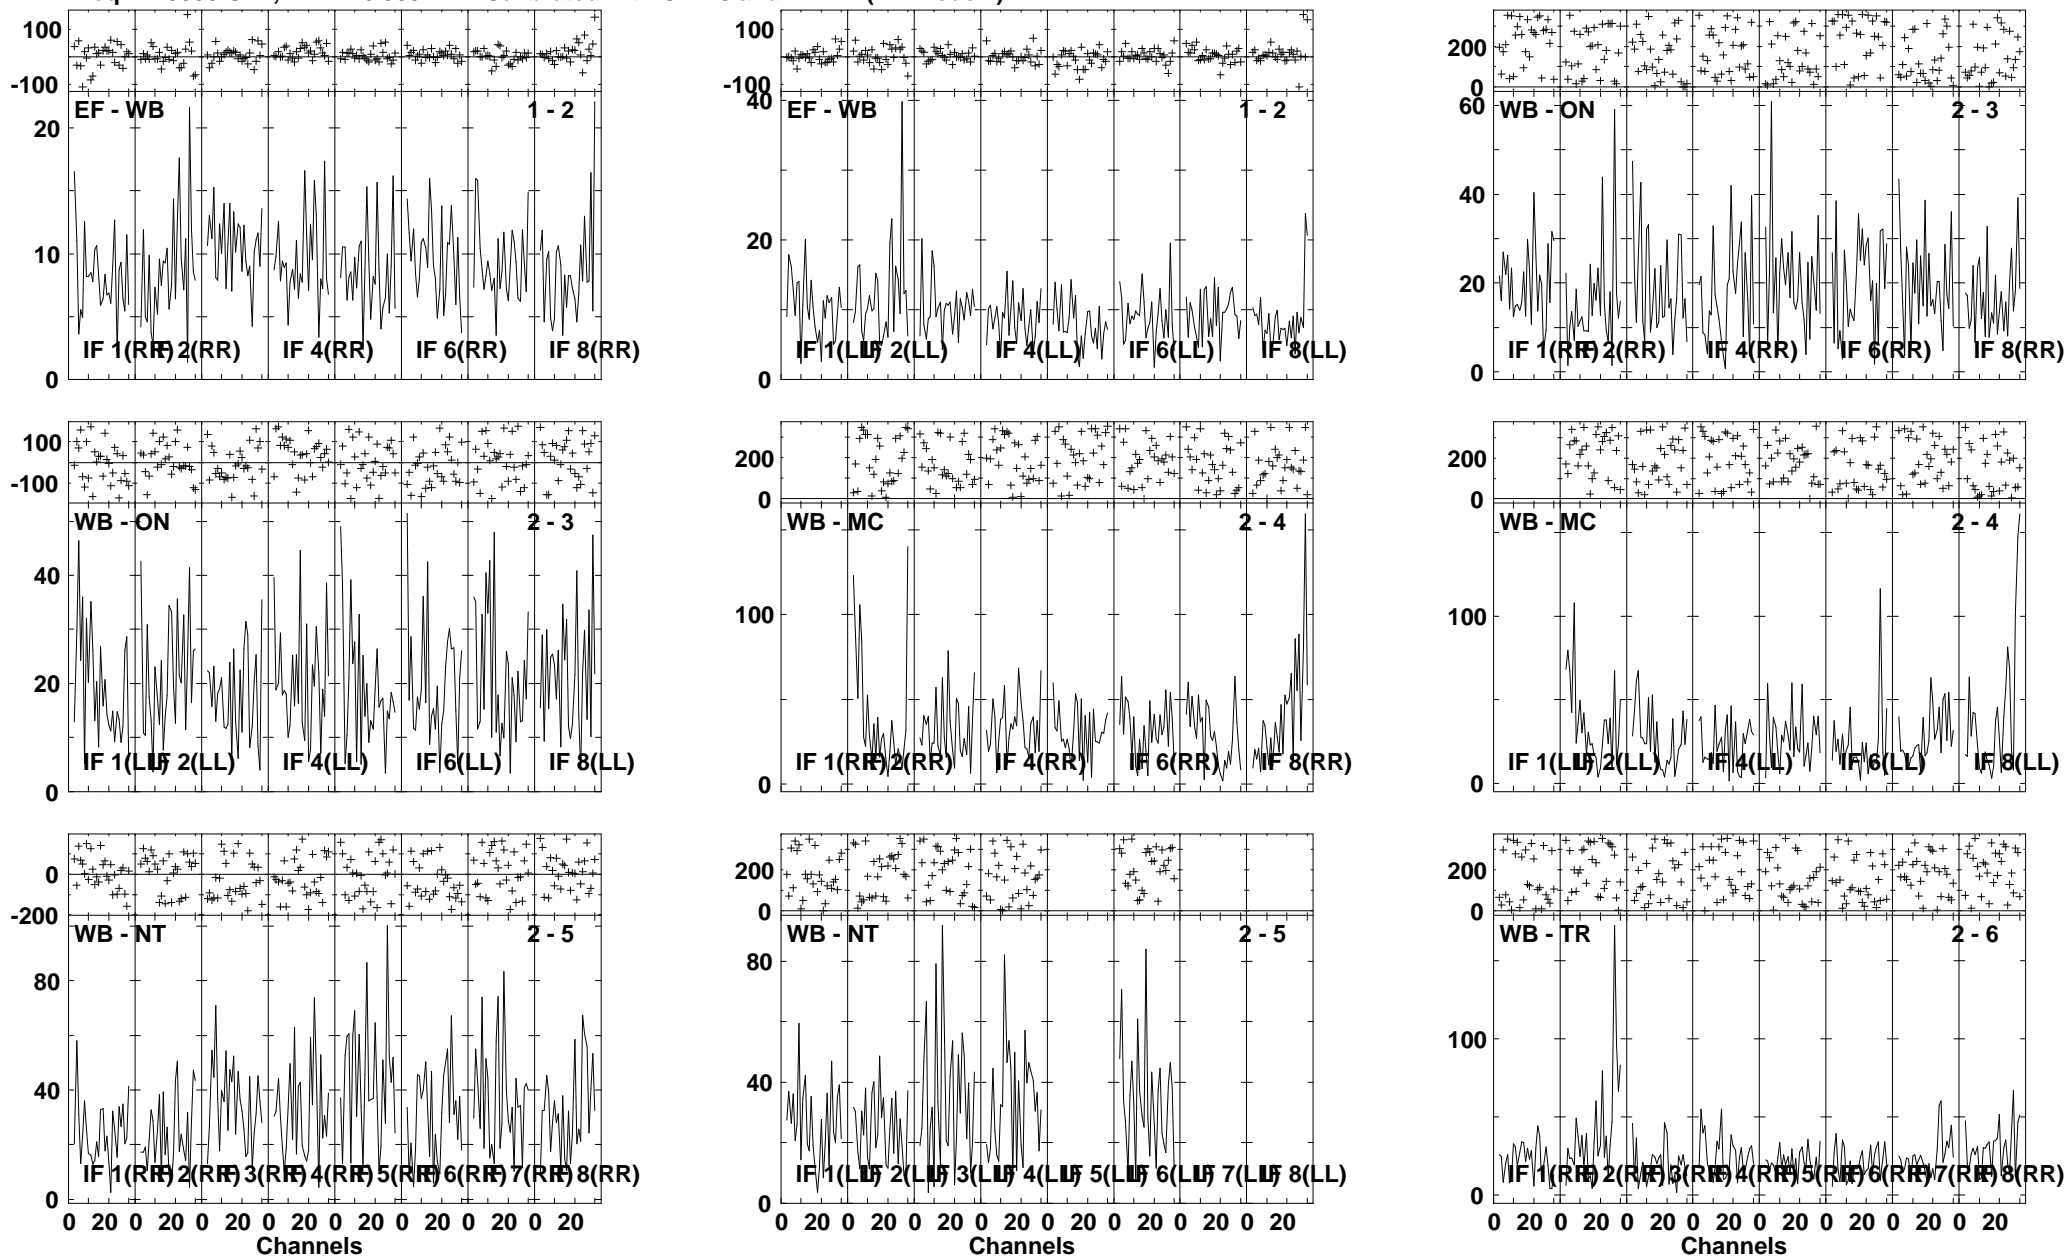 100
-100
EF - WB 1 - 2
20
10
0
IF 1(RR) IF 2(RR) IF 4(RR) IF 6(RR) IF 8(RR)
100
-100
40
EF - WB 1 - 2
20
0
IF 1(LL) IF 2(LL) IF 4(LL) IF 6(LL) IF 8(LL)
200
0
60
WB - ON 2 - 3
40
20
0
IF 1(RR) IF 2(RR) IF 4(RR) IF 6(RR) IF 8(RR)
100
-100
WB - ON 2 - 3
40
20
0
IF 1(LL) IF 2(LL) IF 4(LL) IF 6(LL) IF 8(LL)
200
0
WB - MC 2 - 4
100
0
IF 1(RR) IF 2(RR) IF 4(RR) IF 6(RR) IF 8(RR)
200
0
WB - MC 2 - 4
100
0
IF 1(LL) IF 2(LL) IF 4(LL) IF 6(LL) IF 8(LL)
0
-200
WB - NT 2 - 5
80
40
0
IF 1(RR) IF 2(RR) IF 3(RR) IF 4(RR) IF 5(RR) IF 6(RR) IF 7(RR) IF 8(RR)
0 20 0 20 0 20 0 20 0 20 0 20 0 20 0 20
Channels
200
0
WB - NT 2 - 5
80
40
0
IF 1(LL) IF 2(LL) IF 3(LL) IF 4(LL) IF 5(LL) IF 6(LL) IF 7(LL) IF 8(LL)
0 20 0 20 0 20 0 20 0 20 0 20 0 20 0 20
Channels
200
0
WB - TR 2 - 6
100
0
IF 1(RR) IF 2(RR) IF 3(RR) IF 4(RR) IF 5(RR) IF 6(RR) IF 7(RR) IF 8(RR)
0 20 0 20 0 20 0 20 0 20 0 20 0 20 0 20
Channels